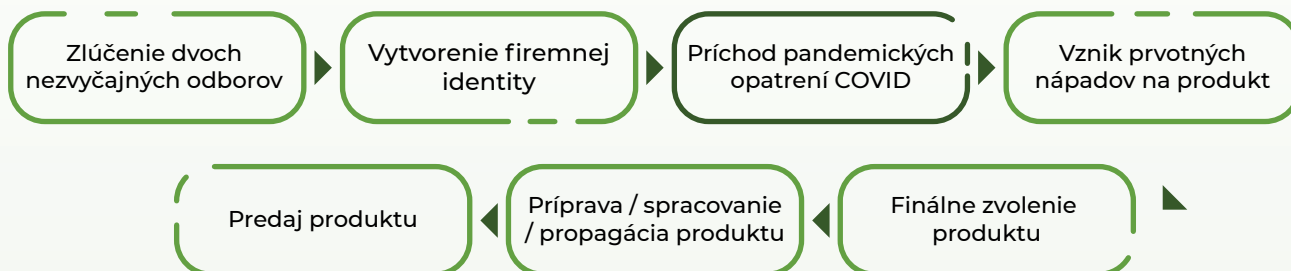 Zlúčenie dvoch
nezvyčajných odborov
Vytvorenie firemnej
identity
Príchod pandemických
opatrení COVID
Vznik prvotných
nápadov na produkt
Finálne zvolenie
produktu
Príprava / spracovanie
/ propagácia produktu
Predaj produktu